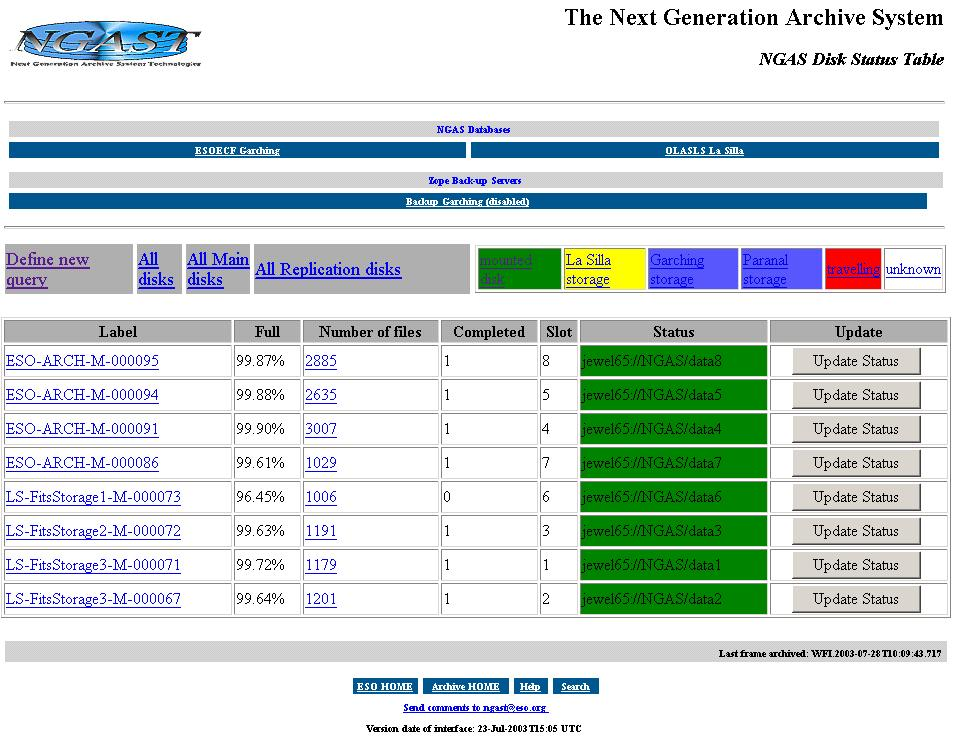 NGAST
Next Generation Archive System Technologies
The Next Generation Archive System
NGAS Disk Status Table
NGAS Databases
ESOECF Garching OLASLS La Silla
Zope Back-up Servers
Backup Garching (disabled)
Define new query
All disks
All Main disks
All Replication disks
mounted disk
La Silla storage
Garching storage
Paranal storage
travelling
unknown
Label Full Number of files Completed Slot Status Update
ESO-ARCH-M-000095 99.87% 2885 1 8 jewel65://NGAS/data8 Update Status
ESO-ARCH-M-000094 99.88% 2635 1 5 jewel65://NGAS/data5 Update Status
ESO-ARCH-M-000091 99.90% 3007 1 4 jewel65://NGAS/data4 Update Status
ESO-ARCH-M-000086 99.61% 1029 1 7 jewel65://NGAS/data7 Update Status
LS-FitsStorage1-M-000073 96.45% 1006 0 6 jewel65://NGAS/data6 Update Status
LS-FitsStorage2-M-000072 99.63% 1191 1 3 jewel65://NGAS/data3 Update Status
LS-FitsStorage3-M-000071 99.72% 1179 1 1 jewel65://NGAS/data1 Update Status
LS-FitsStorage3-M-000067 99.64% 1201 1 2 jewel65://NGAS/data2 Update Status
Last frame archived: WFI.2003-07-28T10:09:43.717
ESO HOME Archive HOME Help Search
Send comments to ngast@eso.org
Version date of interface: 23-Jul-2003T15:05 UTC